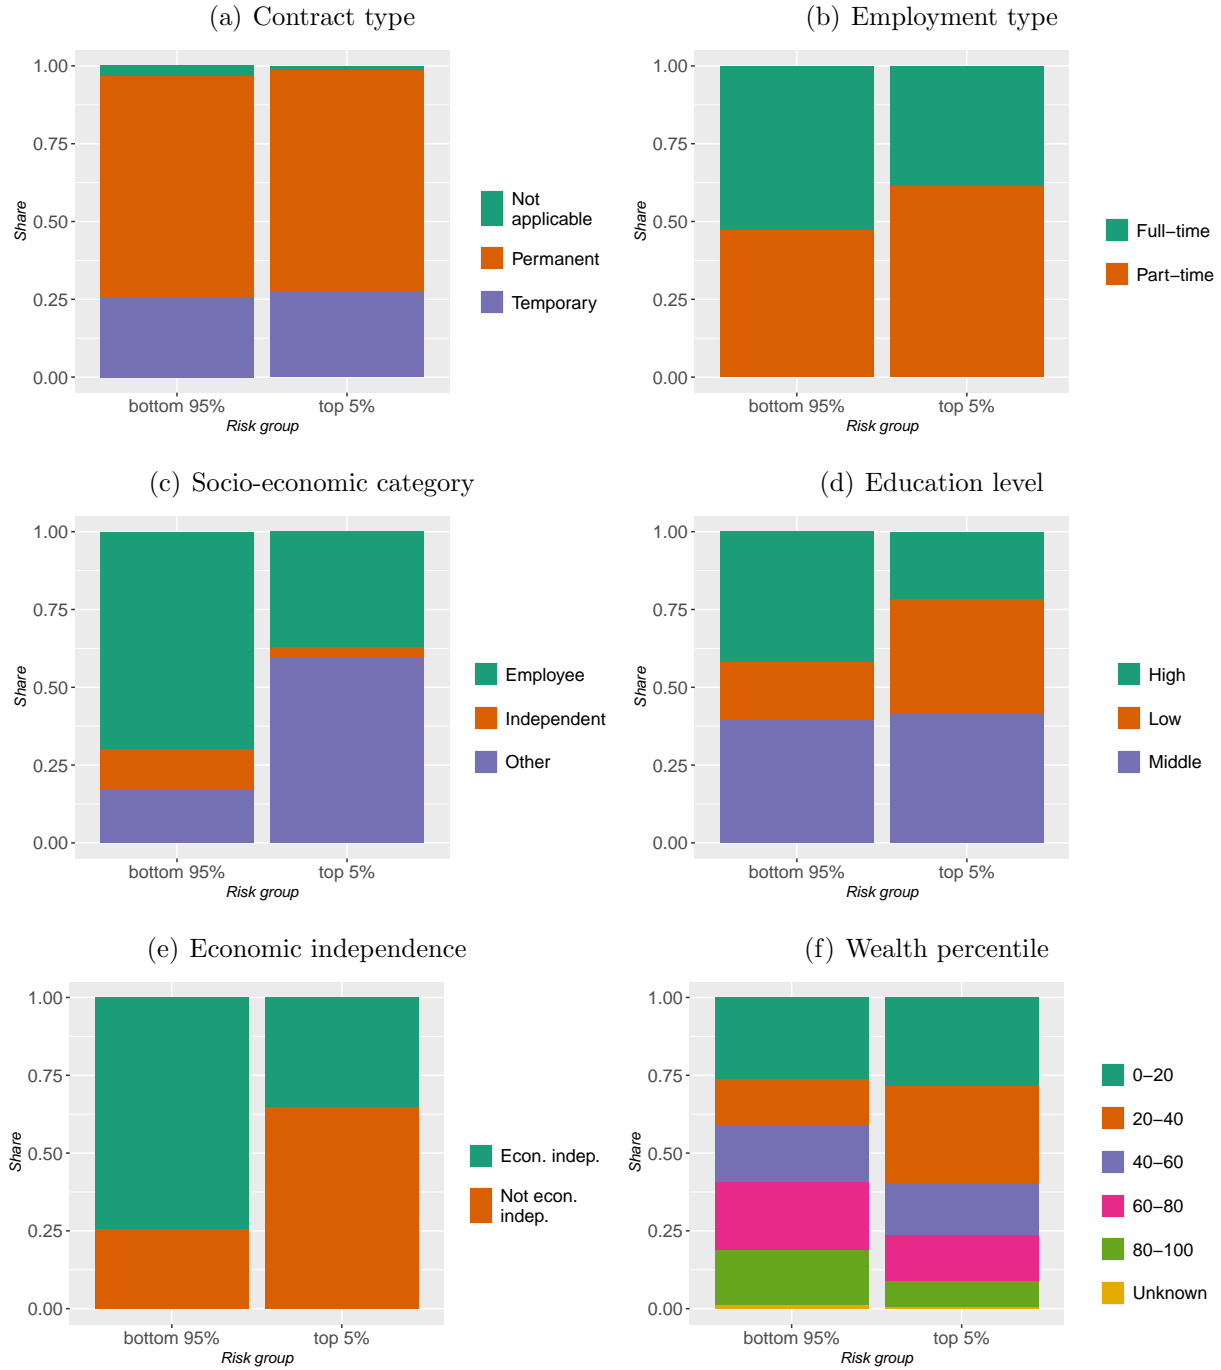 (a) Contract type
1.00
0.75
0.50
0.25
0.00
Share
bottom 95% top 5%
Risk group
Not
applicable
Permanent
Temporary
(b) Employment type
1.00
0.75
0.50
0.25
0.00
Share
bottom 95% top 5%
Risk group
Full-time
Part-time
(c) Socio-economic category
1.00
0.75
0.50
0.25
0.00
Share
bottom 95% top 5%
Risk group
Employee
Independent
Other
(d) Education level
1.00
0.75
0.50
0.25
0.00
Share
bottom 95% top 5%
Risk group
High
Low
Middle
(e) Economic independence
1.00
0.75
0.50
0.25
0.00
Share
bottom 95% top 5%
Risk group
Econ. indep.
Not econ.
indep.
(f) Wealth percentile
1.00
0.75
0.50
0.25
0.00
Share
bottom 95% top 5%
Risk group
0-20
20-40
40-60
60-80
80-100
Unknown